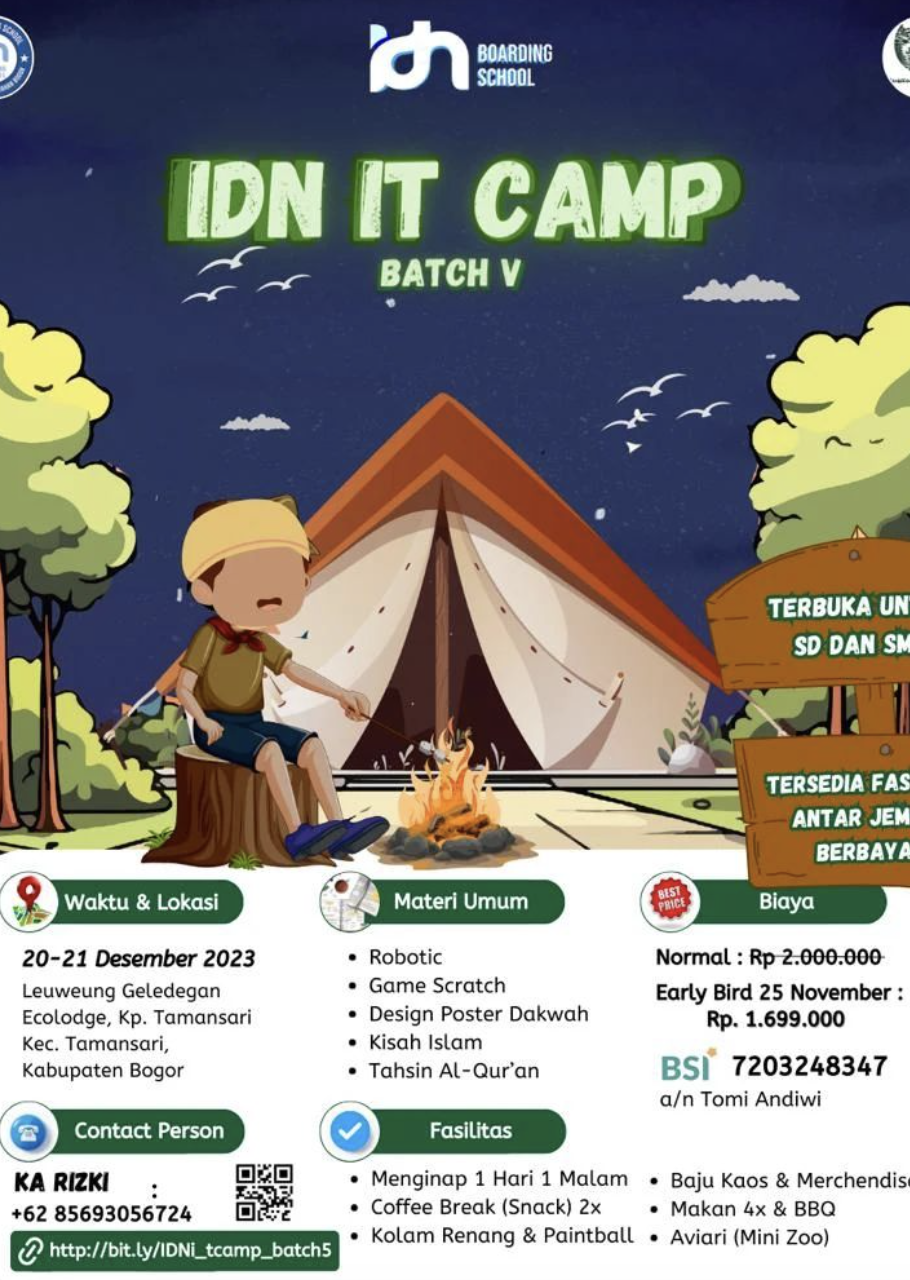 idn BOARDING
SCHOOL
IDN IT CAMP
BATCH V
TERBUKA UN
SD DAN SM
TERSEDIA FAS
ANTAR JEM
BERBAYA
Waktu & Lokasi
20-21 Desember 2023
Leuweung Geledegan
Ecolodge, Kp. Tamansari
Kec. Tamansari,
Kabupaten Bogor
Materi Umum
• Robotic
• Game Scratch
• Design Poster Dakwah
• Kisah Islam
• Tahsin Al-Qur'an
BEST
PRICE
Biaya
Normal : Rp 2.000.000
Early Bird 25 November :
Rp. 1.699.000
BSI 7203248347
a/n Tomi Andiwi
Contact Person
KA RIZKI :
+62 85693056724
http://bit.ly/IDNi_tcamp_batch5
Fasilitas
• Menginap 1 Hari 1 Malam
• Coffee Break (Snack) 2x
• Kolam Renang & Paintball
• Baju Kaos & Merchendise
• Makan 4x & BBQ
• Aviari (Mini Zoo)